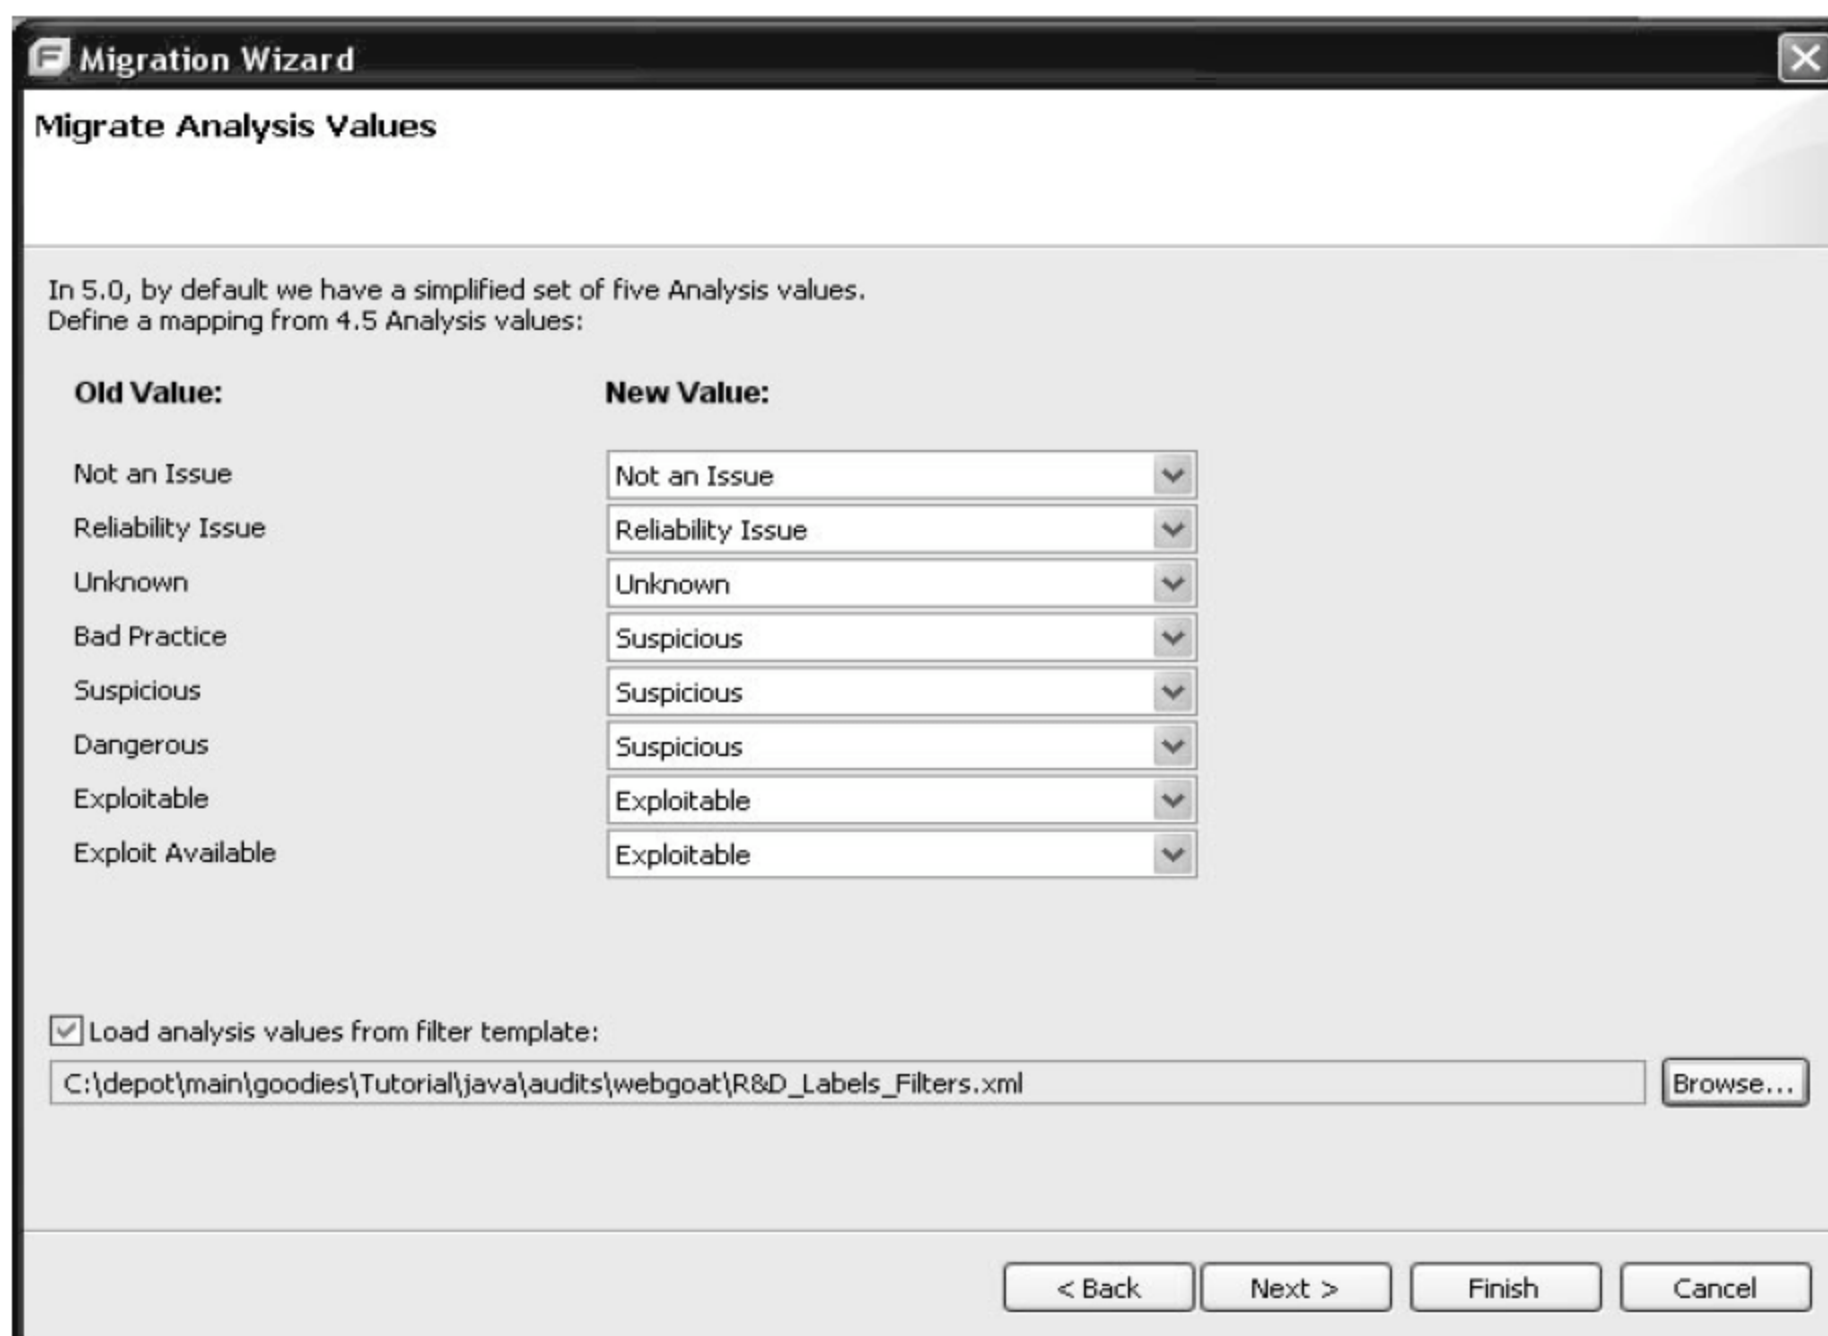 Migration Wizard
Migrate Analysis Values
In 5.0, by default we have a simplified set of five Analysis values.
Define a mapping from 4.5 Analysis values:
Old Value: New Value:
Not an Issue Not an Issue
Reliability Issue Reliability Issue
Unknown Unknown
Bad Practice Suspicious
Suspicious Suspicious
Dangerous Suspicious
Exploitable Exploitable
Exploit Available Exploitable
Load analysis values from filter template:
C:\depot\main\goodies\Tutorial\java\audits\webgoat\R&D_Labels_Filters.xml Browse...
< Back Next > Finish Cancel